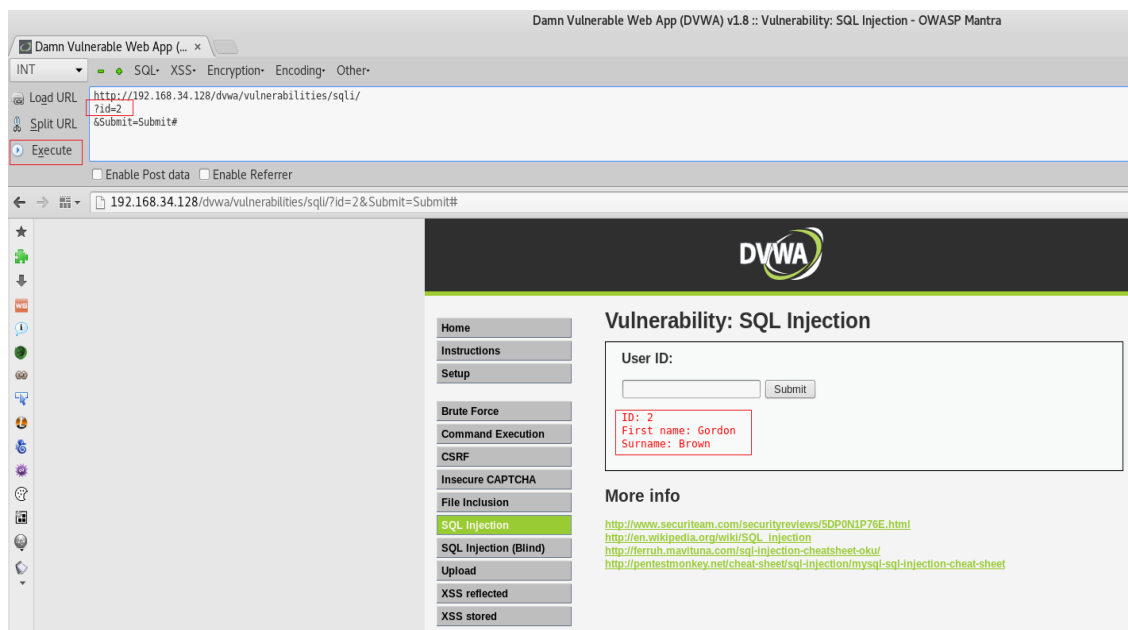 Damn Vulnerable Web App (DVWA) v1.8 :: Vulnerability: SQL Injection - OWASP Mantra
Damn Vulnerable Web App (... ×
INT SQL XSS Encryption Encoding Other
Load URL http://192.168.34.128/dvwa/vulnerabilities/sqli/
?id=2
Split URL &Submit=Submit#
Execute
Enable Post data Enable Referrer
192.168.34.128/dvwa/vulnerabilities/sqli/?id=2&Submit=Submit#
DVWA
WB
Home
Instructions
Setup
Brute Force
Command Execution
CSRF
Insecure CAPTCHA
File Inclusion
SQL Injection
SQL Injection (Blind)
Upload
XSS reflected
XSS stored
Vulnerability: SQL Injection
User ID:
Submit
ID: 2
First name: Gordon
Surname: Brown
More info
http://www.securiteam.com/securityreviews/5DP0N1P76E.html
http://en.wikipedia.org/wiki/SQL_injection
http://ferruh.mavituna.com/sql-injection-cheatsheet-oku/
http://pentestmonkey.net/cheat-sheet/sql-injection/mysql-sql-injection-cheat-sheet